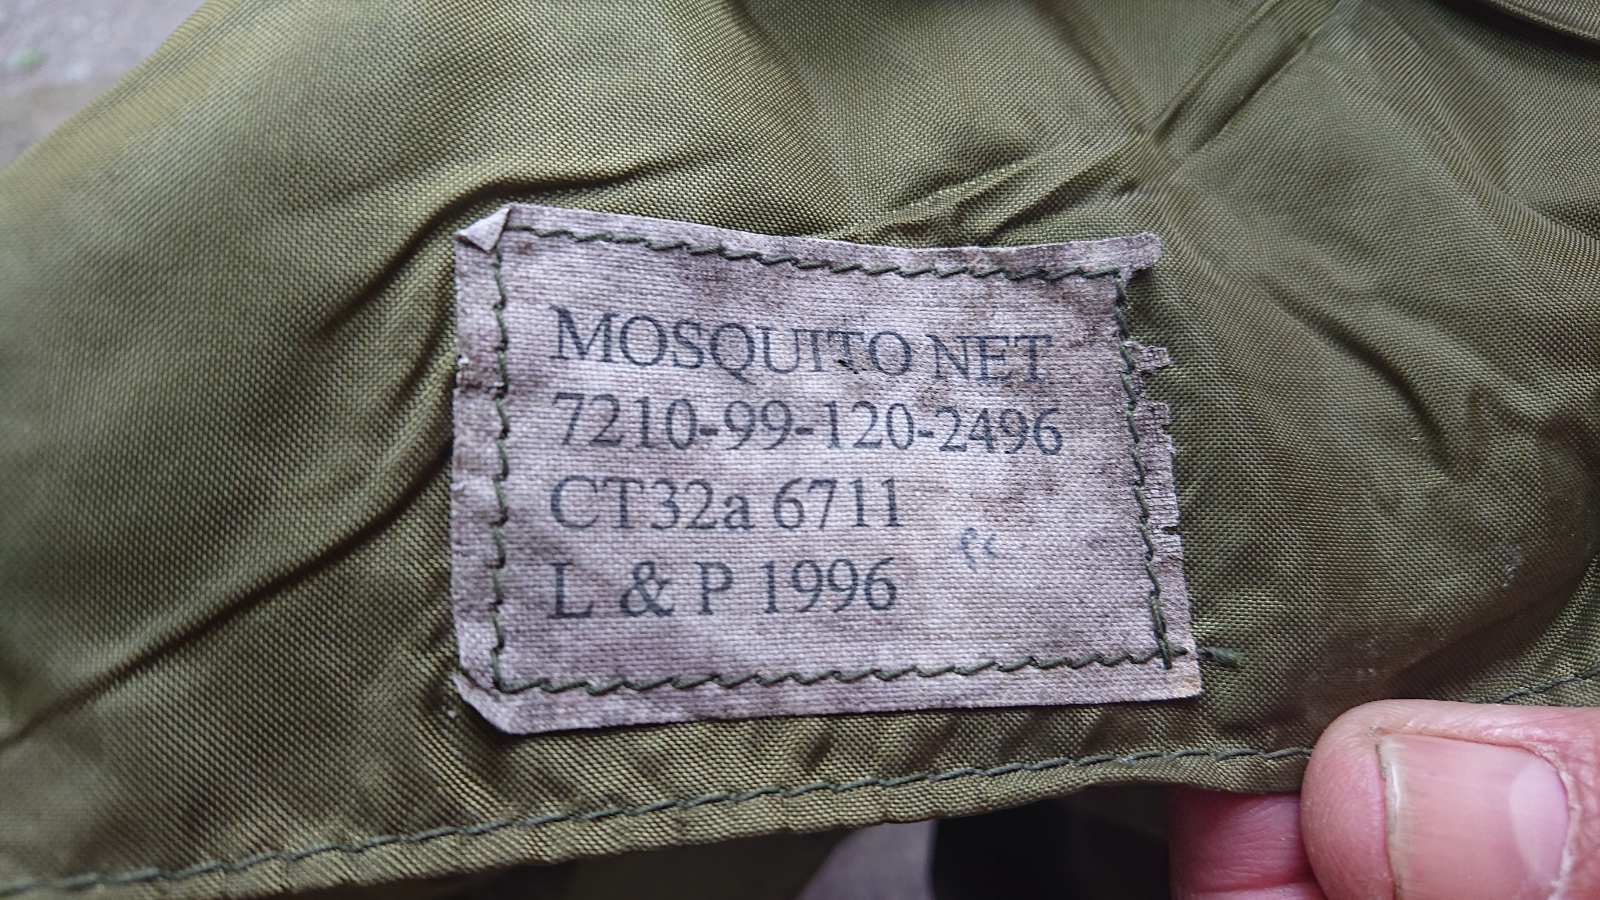 MOSQUITO NET
7210-99-120-2496
CT32a 6711
L & P 1996